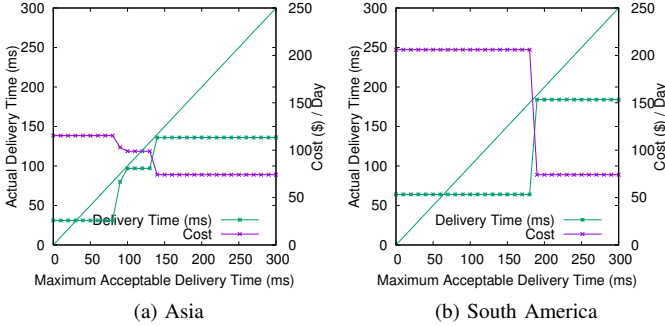 300
250
200
150
100
50
0
Actual Delivery Time (ms)
250
200
150
100
50
0
Cost ($) / Day
Delivery Time (ms)
Cost
0 50 100 150 200 250 300
Maximum Acceptable Delivery Time (ms)
(a) Asia
300
250
200
150
100
50
0
Actual Delivery Time (ms)
250
200
150
100
50
0
Cost ($) / Day
Delivery Time (ms)
Cost
0 50 100 150 200 250 300
Maximum Acceptable Delivery Time (ms)
(b) South America